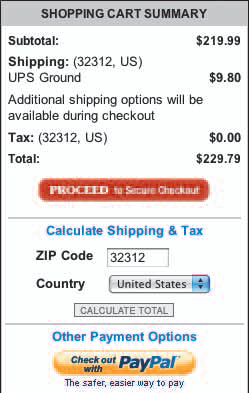 SHOPPING CART SUMMARY
Subtotal: $219.99
Shipping: (32312, US)
UPS Ground $9.80
Additional shipping options will be
available during checkout
Tax: (32312, US) $0.00
Total: $229.79
PROCEED to Secure Checkout
Calculate Shipping & Tax
ZIP Code 32312
Country United States
CALCULATE TOTAL
Other Payment Options
Check out with PayPal
The safer, easier way to pay